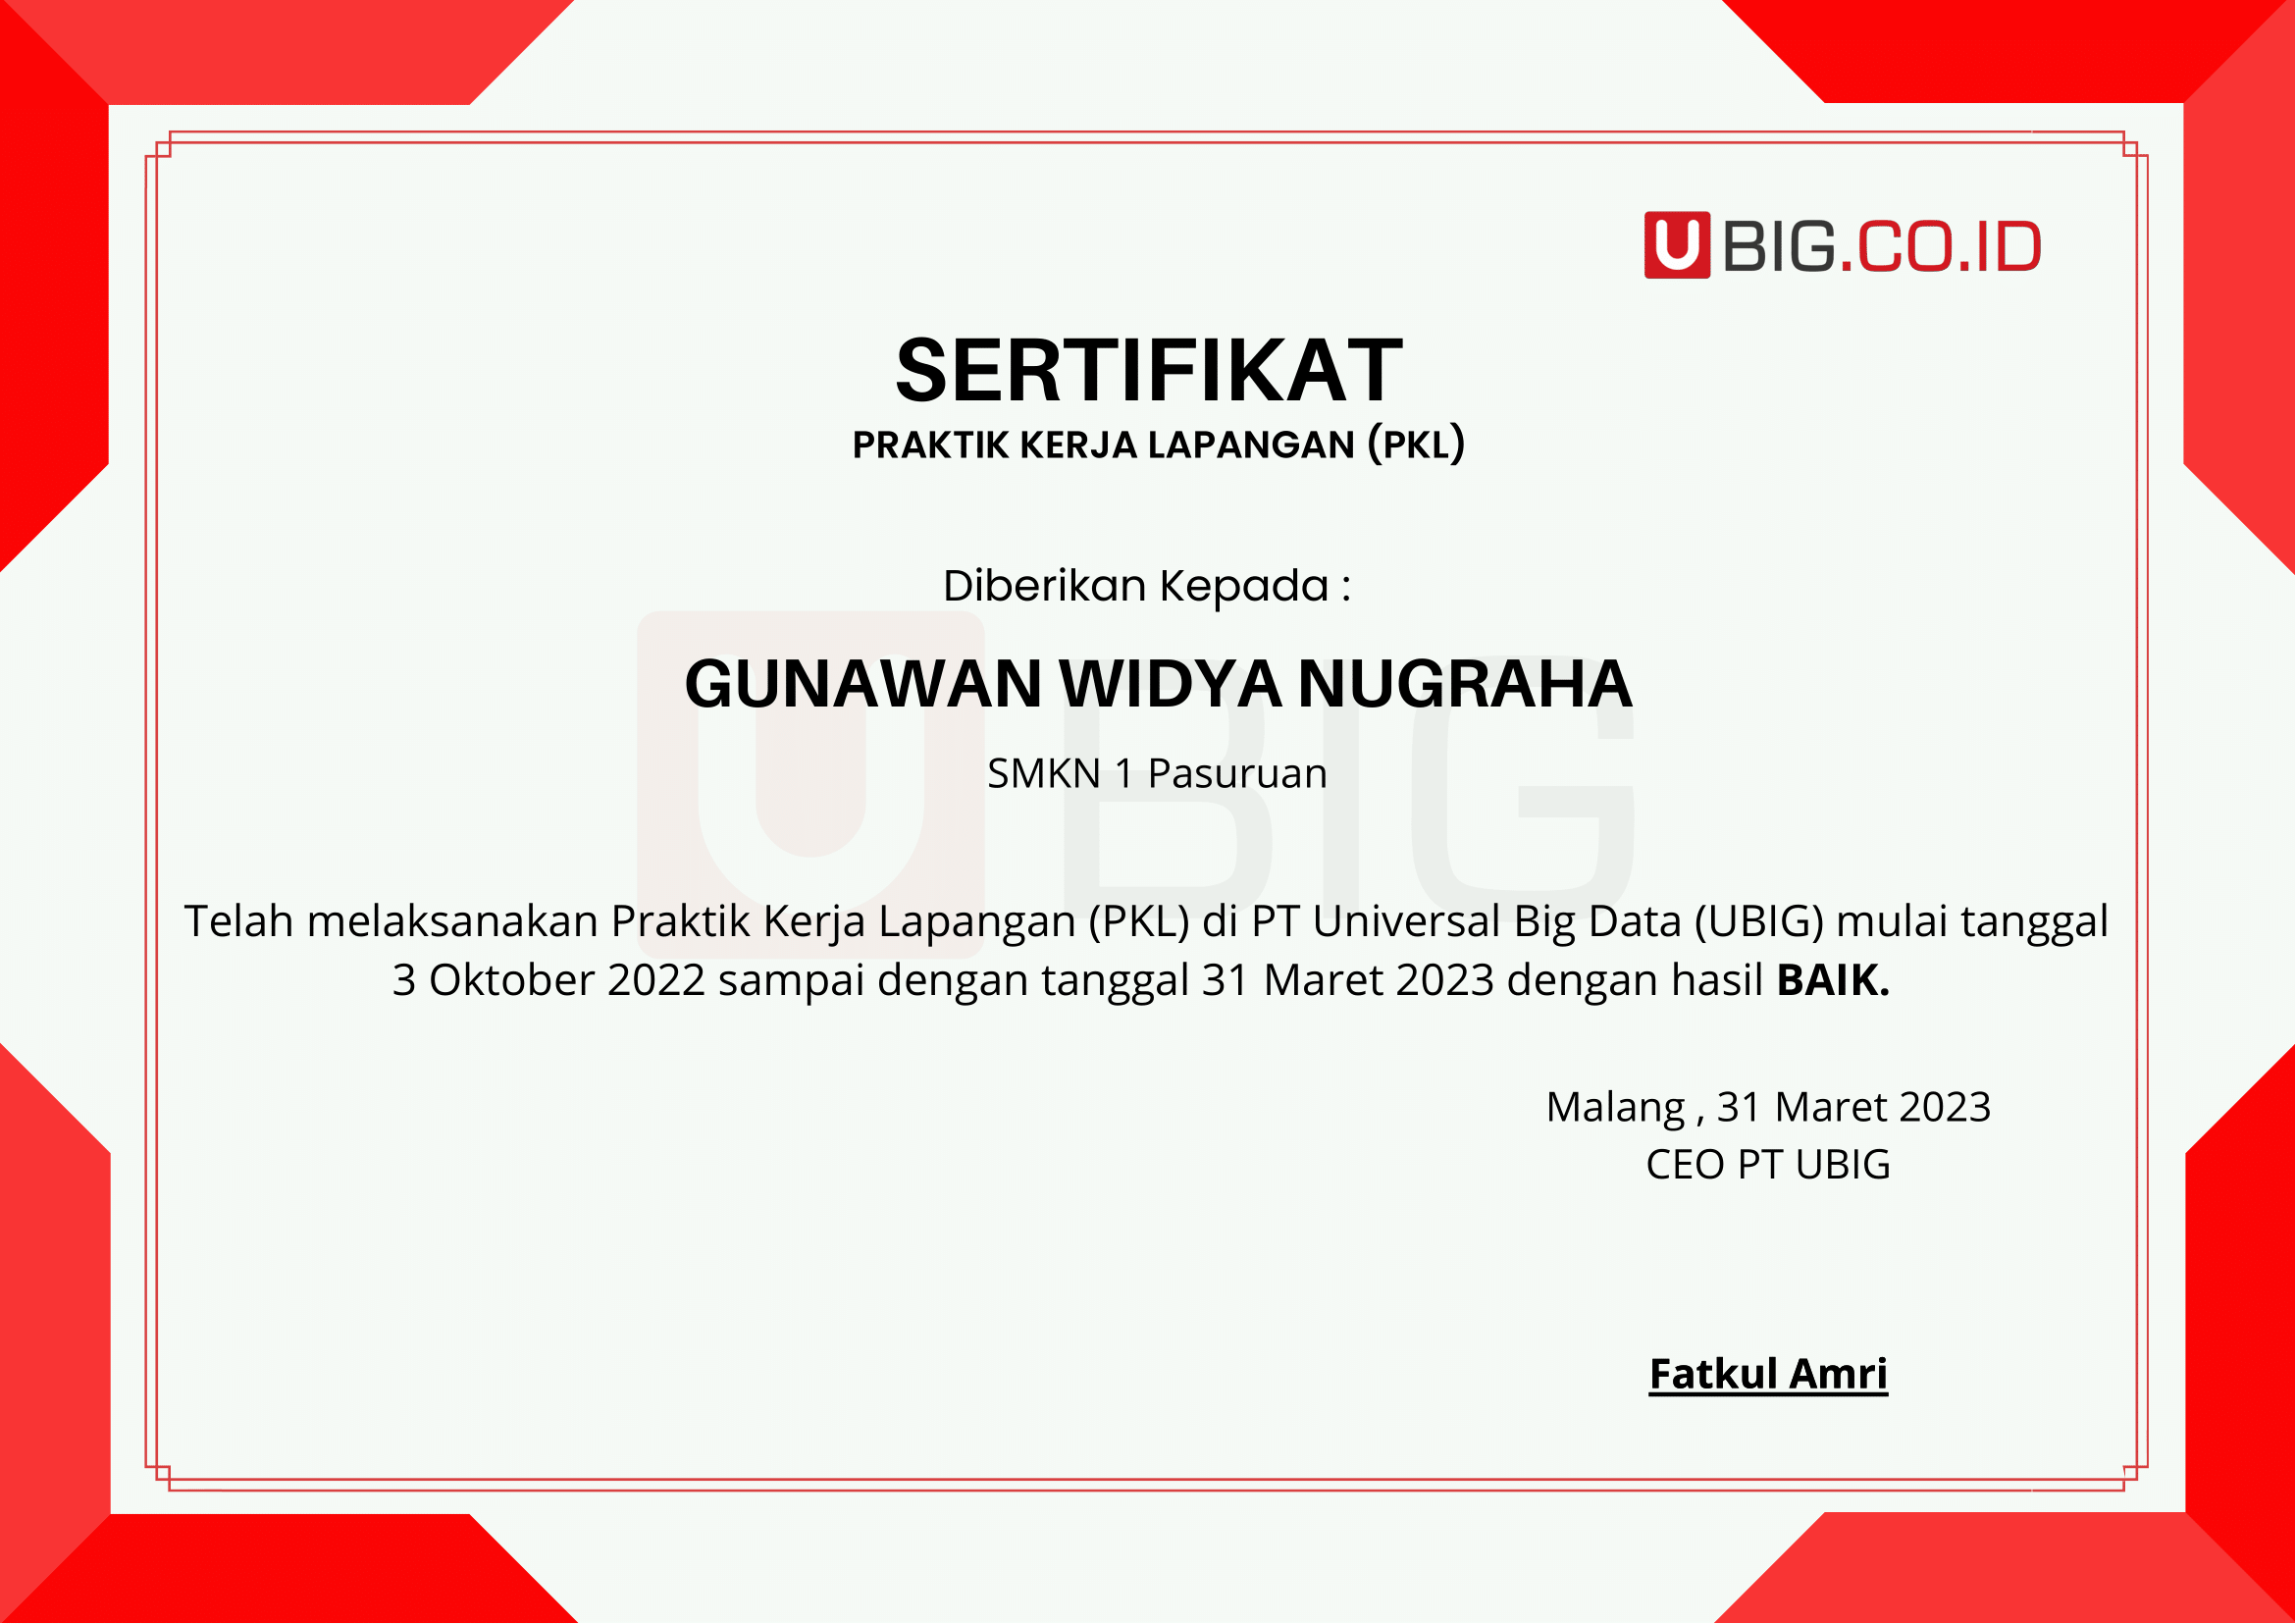 UBIG.CO.ID
SERTIFIKAT
PRAKTIK KERJA LAPANGAN (PKL)
Diberikan Kepada :
GUNAWAN WIDYA NUGRAHA
SMKN 1 Pasuruan
UBIG
Telah melaksanakan Praktik Kerja Lapangan (PKL) di PT Universal Big Data (UBIG) mulai tanggal
3 Oktober 2022 sampai dengan tanggal 31 Maret 2023 dengan hasil BAIK.
Malang , 31 Maret 2023
CEO PT UBIG
Fatkul Amri